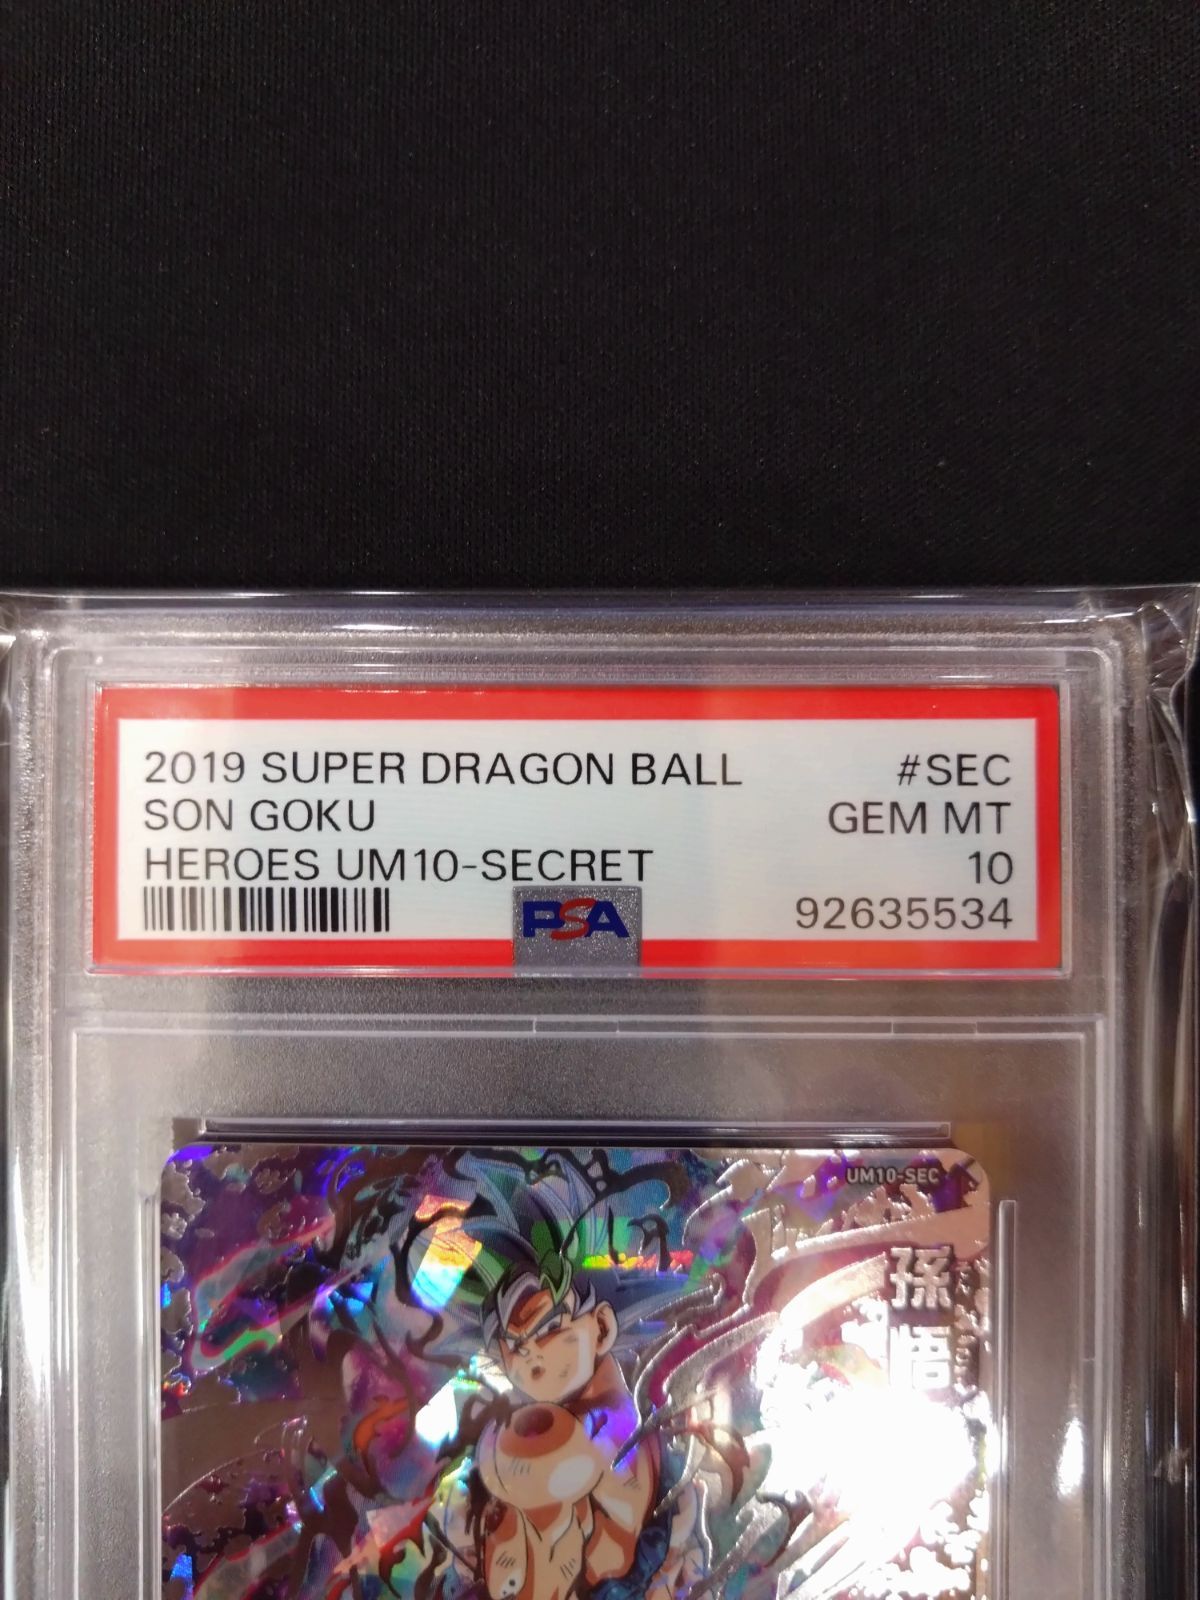 2019 SUPER DRAGON BALL #SEC
SON GOKU GEM MT
HEROES UM10-SECRET 10
PSA 92635534
UM10-SEC
孫悟